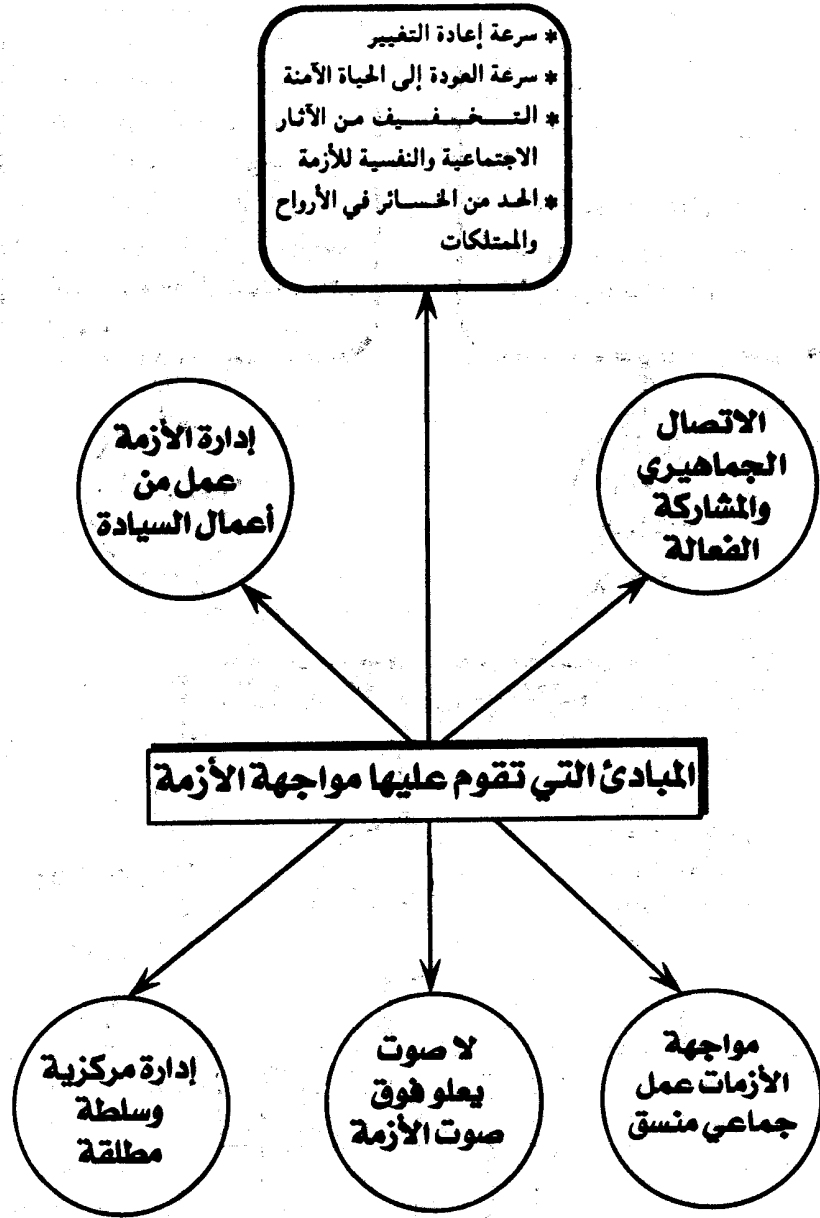 * سرعة إعادة التغيير
* سرعة العودة إلى الحياة الآمنة
* التـــخـــفـــيف من الآثار
الاجتماعية والنفسية للأزمة
* الحد من الخسائر في الأرواح
والممتلكات
الاتصال
الجماهيري
والمشاركة
الفعالة
إدارة الأزمة
عمل من
أعمال السيادة
المبادئ التي تقوم عليها مواجهة الأزمة
مواجهة
الأزمات عمل
جماعي منسق
لا صوت
يعلو فوق
صوت الأزمة
إدارة مركزية
وسلطة
مطلقة